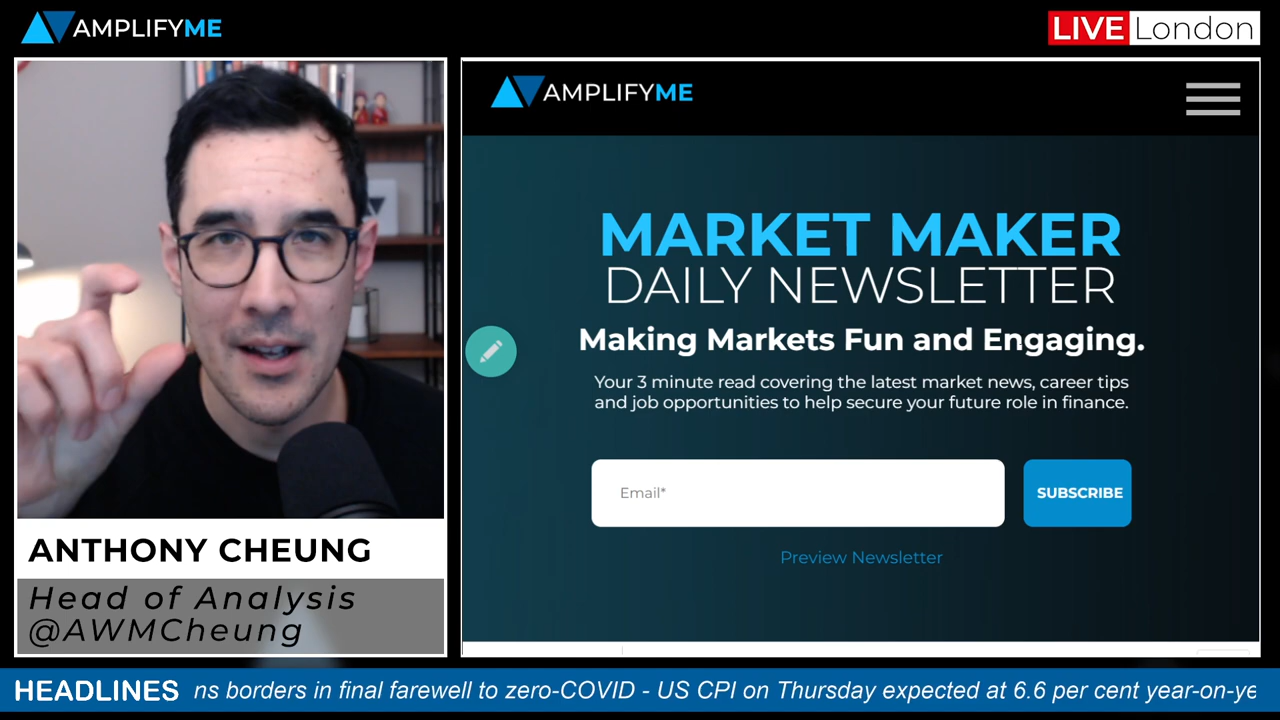 AMPLIFYME
LIVE London
AMPLIFYME
MARKET MAKER
DAILY NEWSLETTER
Making Markets Fun and Engaging.
Your 3 minute read covering the latest market news, career tips
and job opportunities to help secure your future role in finance.
Email*
SUBSCRIBE
Preview Newsletter
ANTHONY CHEUNG
Head of Analysis
@AWMCheung
HEADLINES ns borders in final farewell to zero-COVID - US CPI on Thursday expected at 6.6 per cent year-on-ye